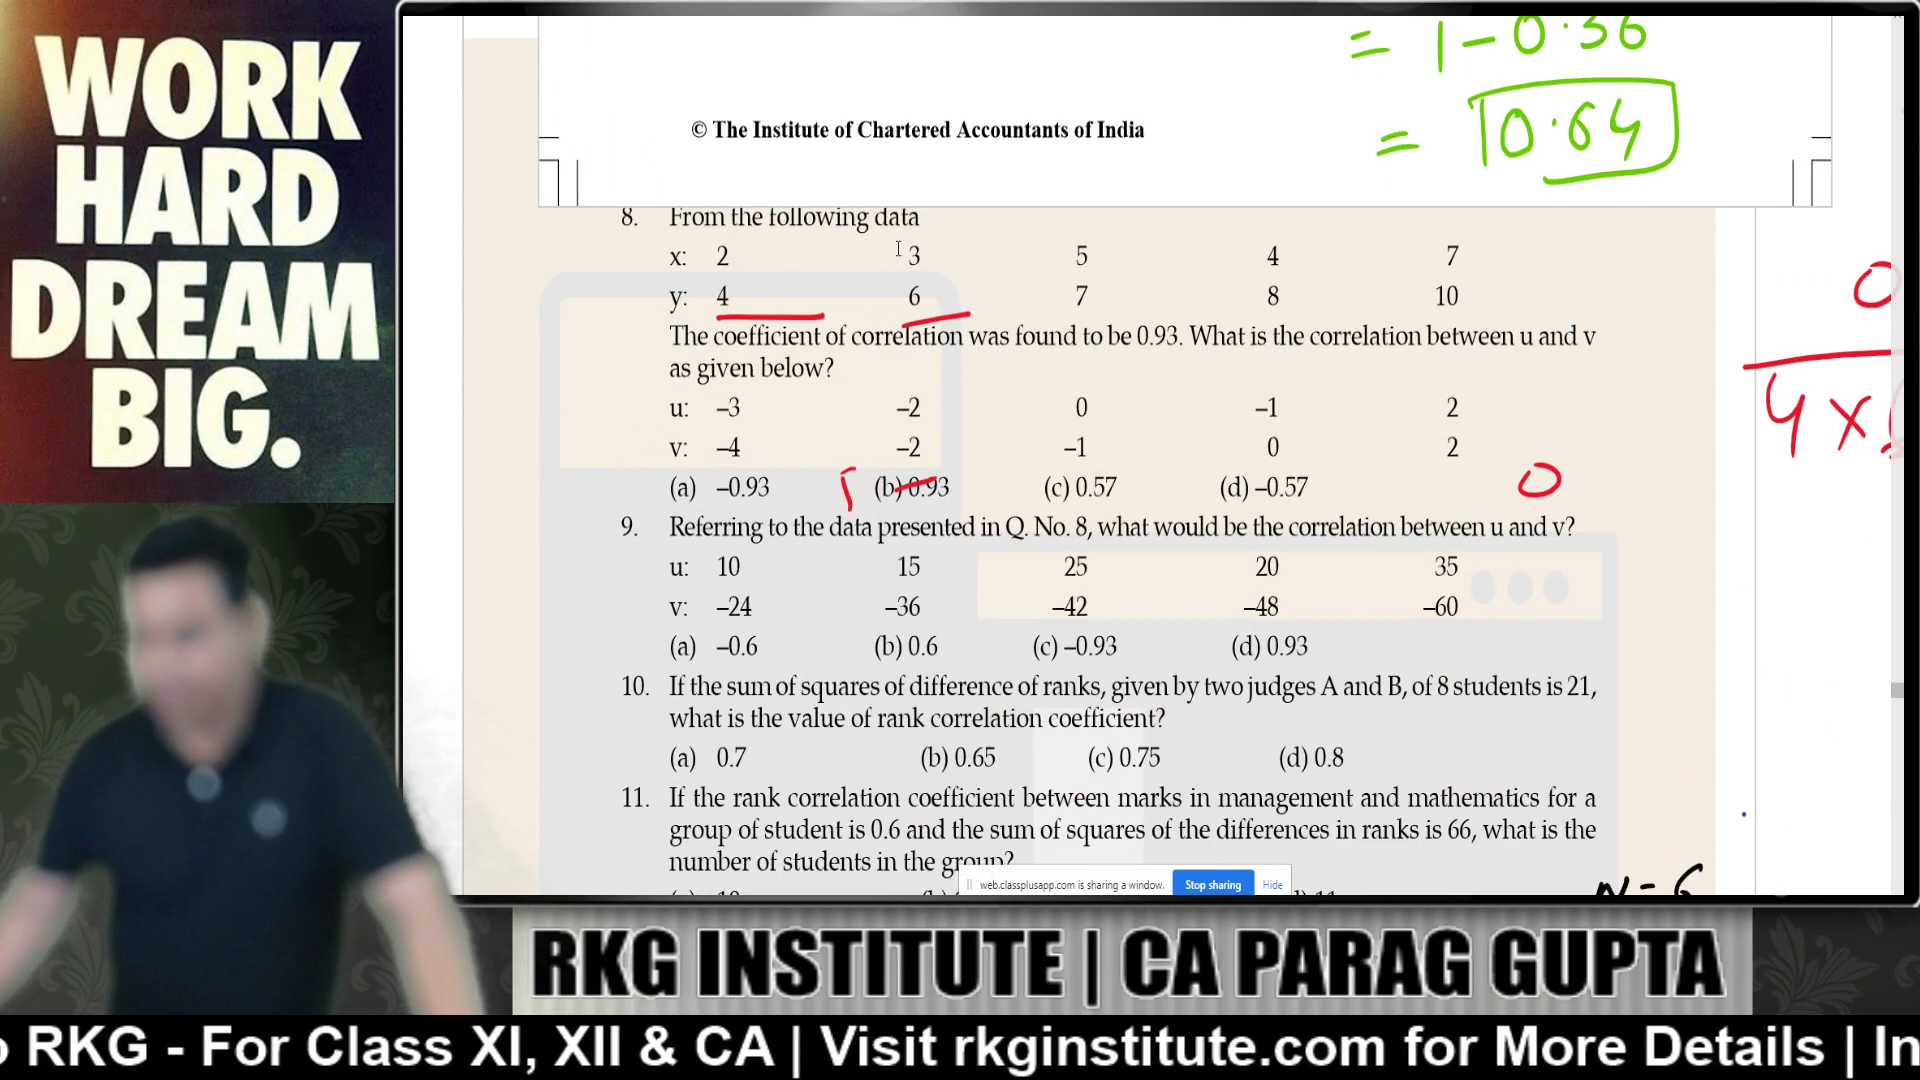 WORK
HARD
DREAM
BIG.
= 1 - 0.36
= 0.64
© The Institute of Chartered Accountants of India
8. From the following data
x: 2 3 5 4 7
y: 4 6 7 8 10
The coefficient of correlation was found to be 0.93. What is the correlation between u and v
as given below?
u: –3 –2 0 –1 2
v: –4 –2 –1 0 2
(a) –0.93 (b) 0.93 (c) 0.57 (d) –0.57
0
0
4 ×
9. Referring to the data presented in Q. No. 8, what would be the correlation between u and v?
u: 10 15 25 20 35
v: –24 –36 –42 –48 –60
(a) –0.6 (b) 0.6 (c) –0.93 (d) 0.93
10. If the sum of squares of difference of ranks, given by two judges A and B, of 8 students is 21,
what is the value of rank correlation coefficient?
(a) 0.7 (b) 0.65 (c) 0.75 (d) 0.8
11. If the rank correlation coefficient between marks in management and mathematics for a
group of student is 0.6 and the sum of squares of the differences in ranks is 66, what is the
number of students in the group?
web.classplusapp.com is sharing a window. Stop sharing Hide
RKG INSTITUTE | CA PARAG GUPTA
RKG - For Class XI, XII & CA | Visit rkginstitute.com for More Details |